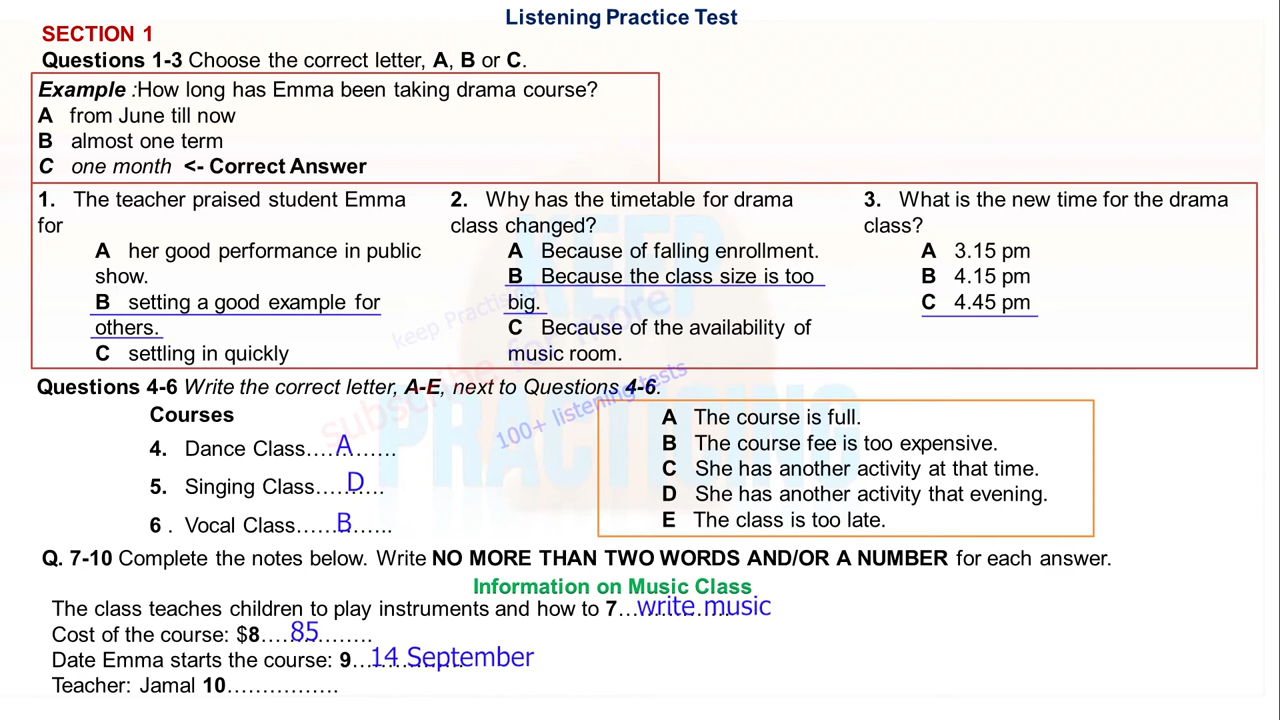 Listening Practice Test
SECTION 1
Questions 1-3 Choose the correct letter, A, B or C.
Example :How long has Emma been taking drama course?
A from June till now
B almost one term
C one month <- Correct Answer
1. The teacher praised student Emma
for
A her good performance in public
show.
B setting a good example for
others.
C settling in quickly
2. Why has the timetable for drama
class changed?
A Because of falling enrollment.
B Because the class size is too
big.
C Because of the availability of
music room.
3. What is the new time for the drama
class?
A 3.15 pm
B 4.15 pm
C 4.45 pm
keep Practising
subscribe for more
100+ listening tests
KEEP
PRACTICING
Questions 4-6 Write the correct letter, A-E, next to Questions 4-6.
Courses
4. Dance Class....A......
5. Singing Class.....D....
6 . Vocal Class......B......
A The course is full.
B The course fee is too expensive.
C She has another activity at that time.
D She has another activity that evening.
E The class is too late.
Q. 7-10 Complete the notes below. Write NO MORE THAN TWO WORDS AND/OR A NUMBER for each answer.
Information on Music Class
The class teaches children to play instruments and how to 7...write music
Cost of the course: $8....85..........
Date Emma starts the course: 9...14 September
Teacher: Jamal 10................